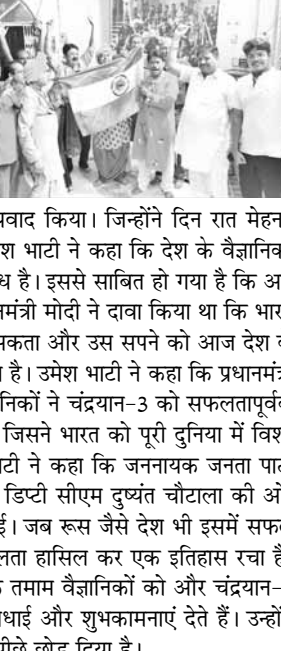 यवाद किया। जिन्होंने दिन रात मेहन
श भाटी ने कहा कि देश के वैज्ञानिक
ध है। इससे साबित हो गया है कि अ
नमंत्री मोदी ने दावा किया था कि भार
मकता और उस सपने को आज देश
है। उमेश भाटी ने कहा कि प्रधानमंत्र
निकों ने चंद्रयान-3 को सफलतापूर्व
जिसने भारत को पूरी दुनिया में विश
टी ने कहा कि जननायक जनता पा
डिप्टी सीएम दुष्यंत चौटाला की ओ
ई। जब रूस जैसे देश भी इसमें सफ
लता हासिल कर एक इतिहास रचा है
तमाम वैज्ञानिकों को और चंद्रयान-
धाई और शुभकामनाएं देते हैं। उन्हों
पीछे छोड़ दिया है।